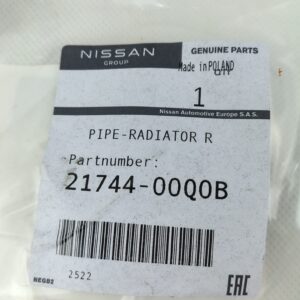 NISSAN
GROUP
GENUINE PARTS
Made in POLAND
QTY
1
Nissan Automotive Europe S.A.S.
PIPE-RADIATOR R
Partnumber:
21744-00Q0B
NEGB2
2522
EAC